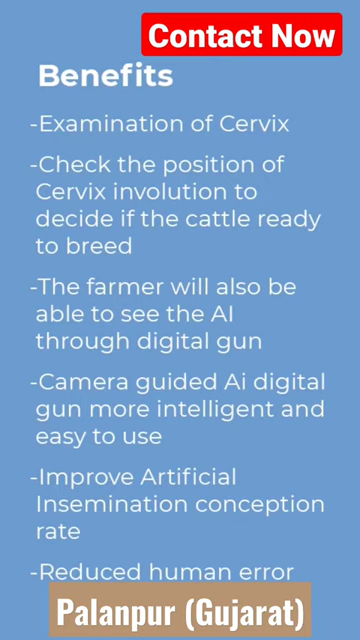 Contact Now
Benefits
-Examination of Cervix
-Check the position of
Cervix involution to
decide if the cattle ready
to breed
-The farmer will also be
able to see the AI
through digital gun
-Camera guided Ai digital
gun more intelligent and
easy to use
-Improve Artificial
Insemination conception
rate
-Reduced human error
Palanpur (Gujarat)